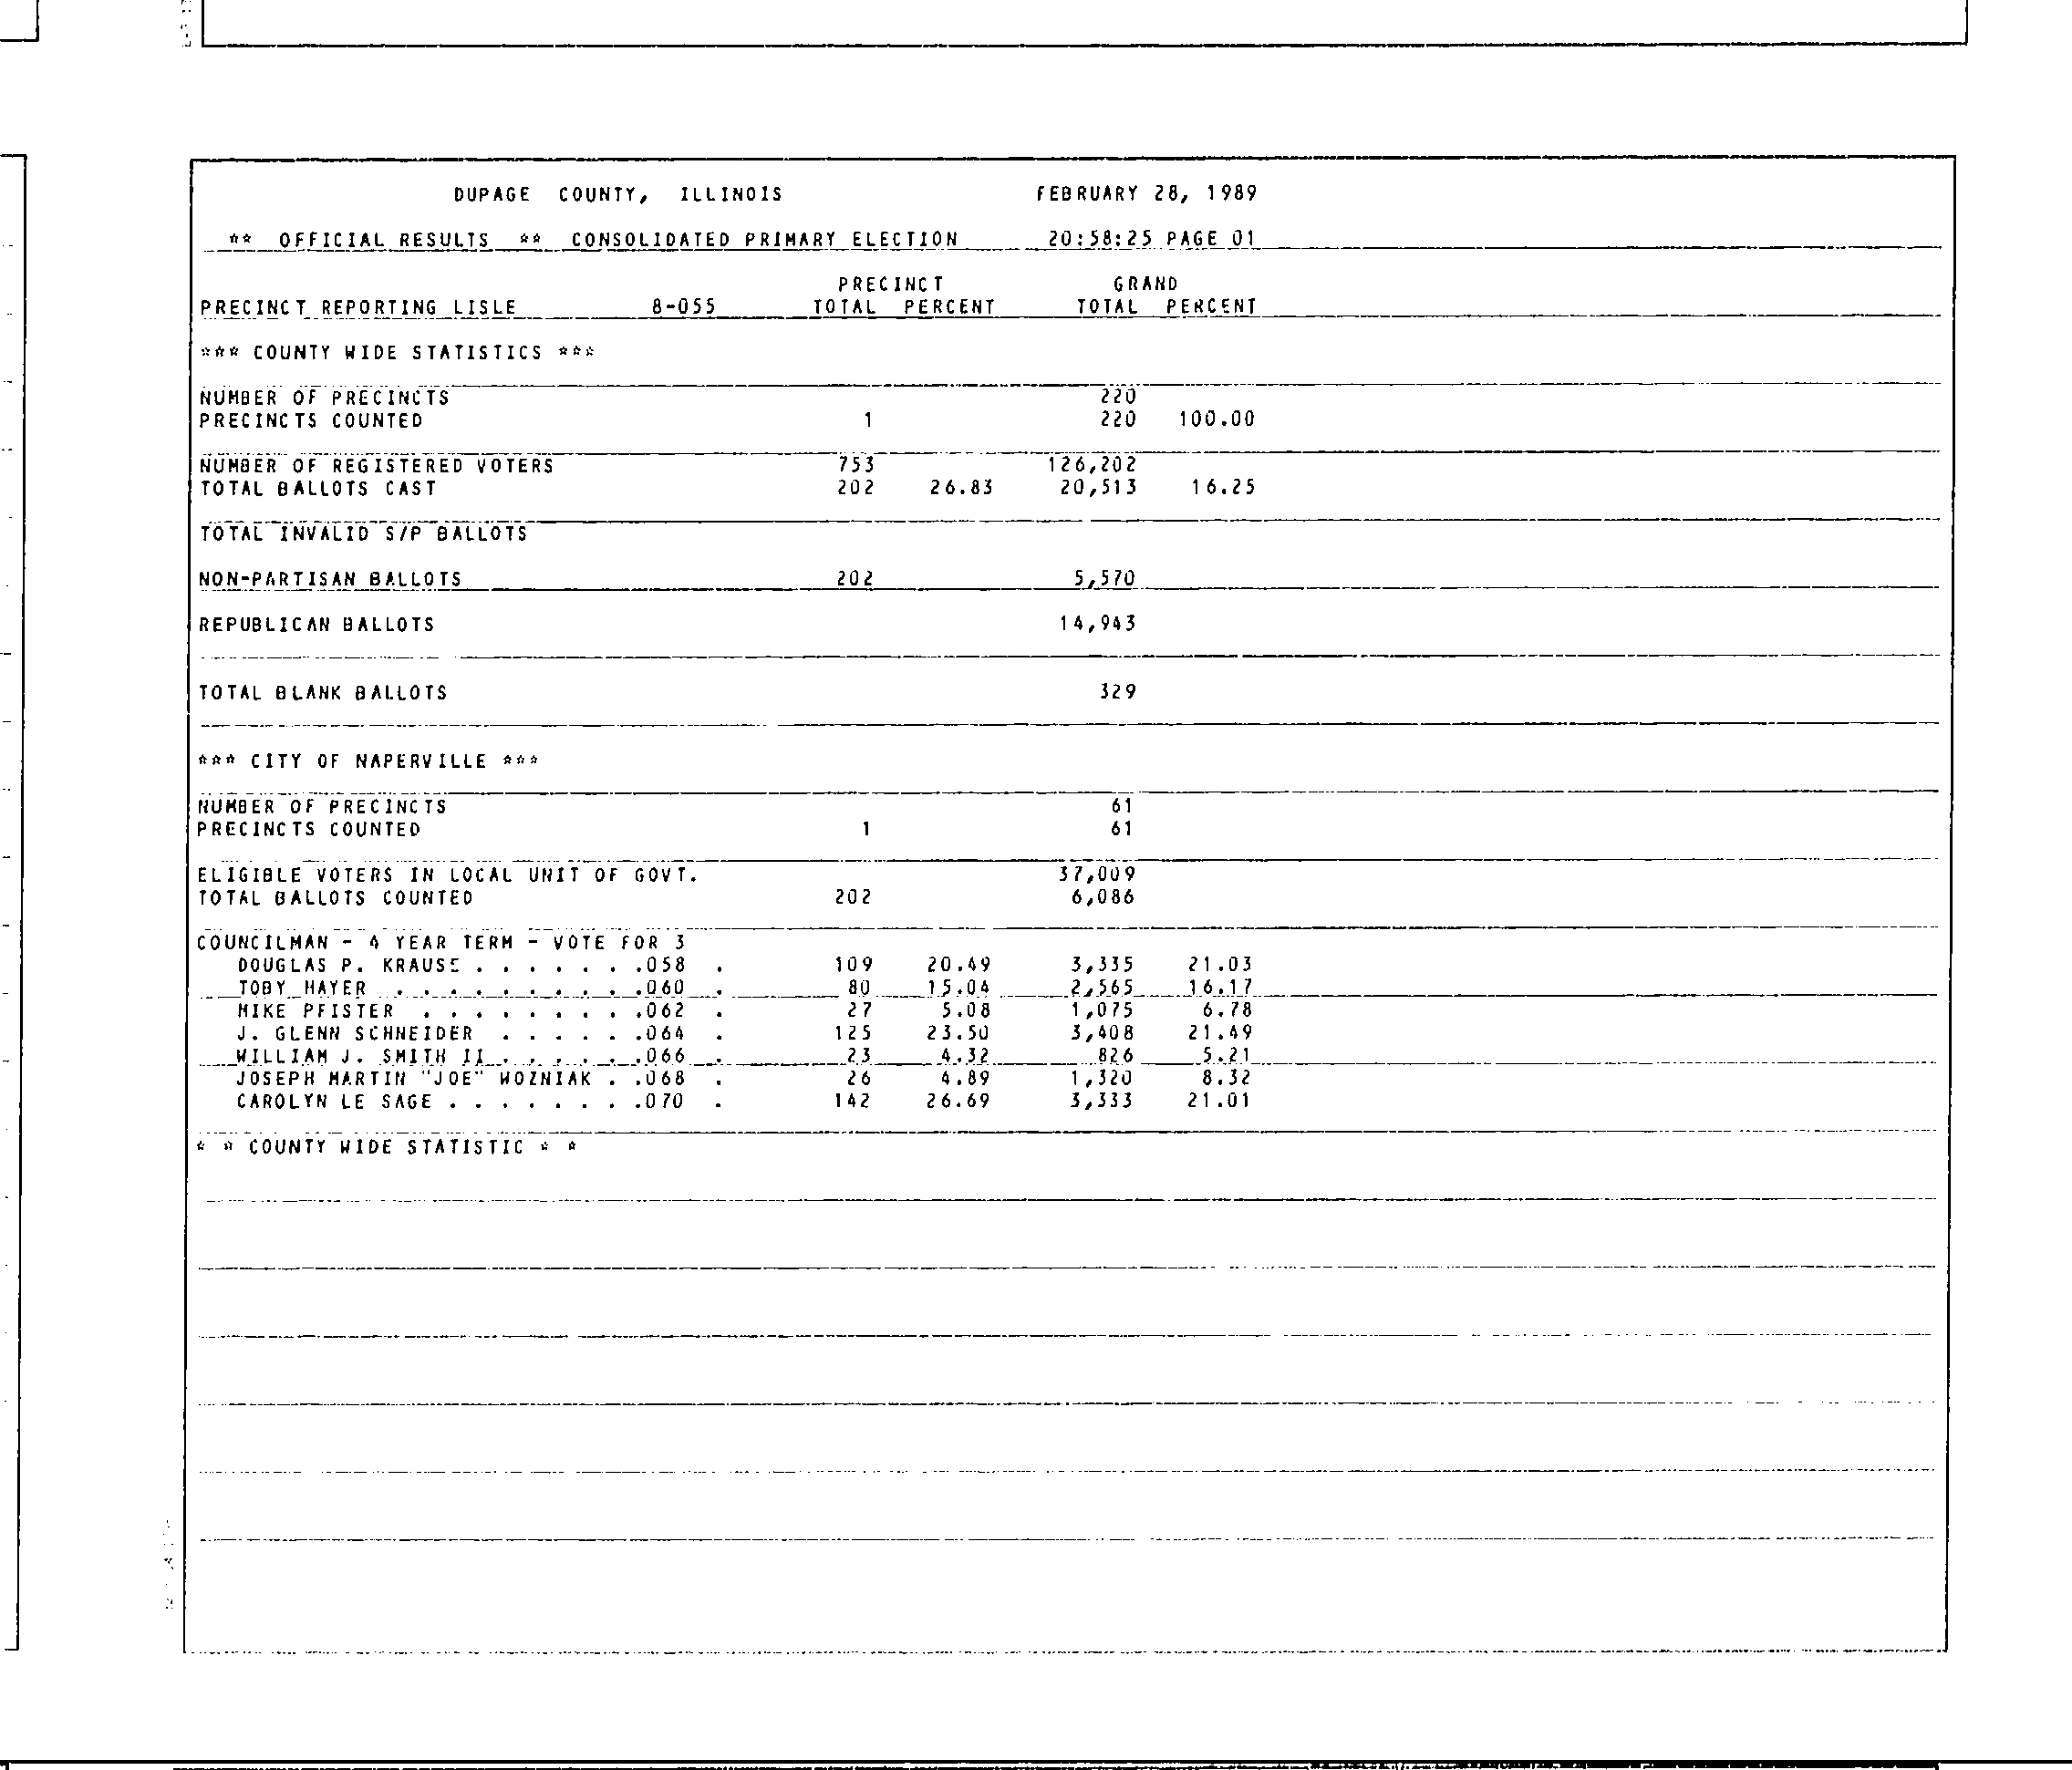 DUPAGE COUNTY, ILLINOIS FEBRUARY 28, 1989
** OFFICIAL RESULTS ** CONSOLIDATED PRIMARY ELECTION 20:58:25 PAGE 01
PRECINCT GRAND
PRECINCT REPORTING LISLE 8-055 TOTAL PERCENT TOTAL PERCENT
*** COUNTY WIDE STATISTICS ***
NUMBER OF PRECINCTS 220
PRECINCTS COUNTED 1 220 100.00
NUMBER OF REGISTERED VOTERS 753 126,202
TOTAL BALLOTS CAST 202 26.83 20,513 16.25
TOTAL INVALID S/P BALLOTS
NON-PARTISAN BALLOTS 202 5,570
REPUBLICAN BALLOTS 14,943
TOTAL BLANK BALLOTS 329
*** CITY OF NAPERVILLE ***
NUMBER OF PRECINCTS 61
PRECINCTS COUNTED 1 61
ELIGIBLE VOTERS IN LOCAL UNIT OF GOVT. 37,009
TOTAL BALLOTS COUNTED 202 6,086
COUNCILMAN - 4 YEAR TERM - VOTE FOR 3
DOUGLAS P. KRAUSE . . . . . . .058 . 109 20.49 3,335 21.03
TOBY HAYER . . . . . . . . . .060 . 80 15.04 2,565 16.17
MIKE PFISTER . . . . . . . . .062 . 27 5.08 1,075 6.78
J. GLENN SCHNEIDER . . . . . .064 . 125 23.50 3,408 21.49
WILLIAM J. SMITH II . . . . . .066 . 23 4.32 826 5.21
JOSEPH MARTIN "JOE" WOZNIAK . .068 . 26 4.89 1,320 8.32
CAROLYN LE SAGE . . . . . . . .070 . 142 26.69 3,333 21.01
* * COUNTY WIDE STATISTIC * *